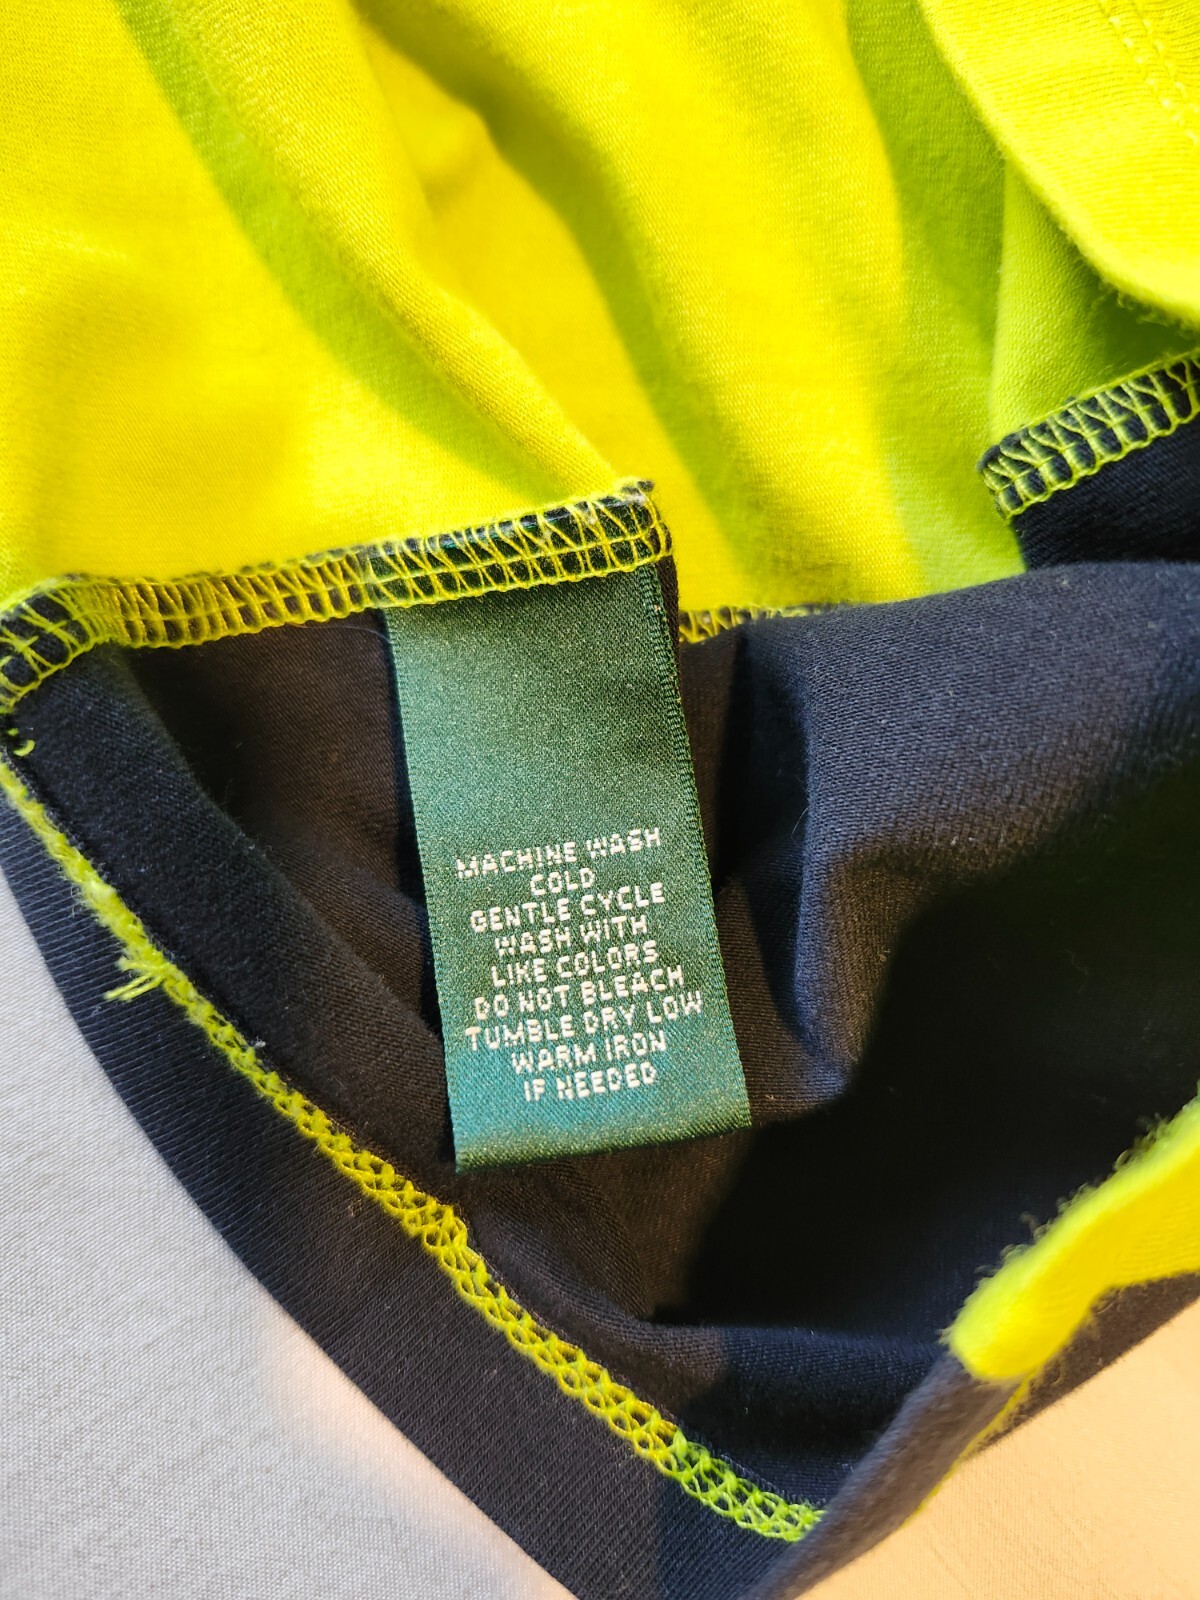 MACHINE WASH
COLD
GENTLE CYCLE
WASH WITH
LIKE COLORS
DO NOT BLEACH
TUMBLE DRY LOW
WARM IRON
IF NEEDED